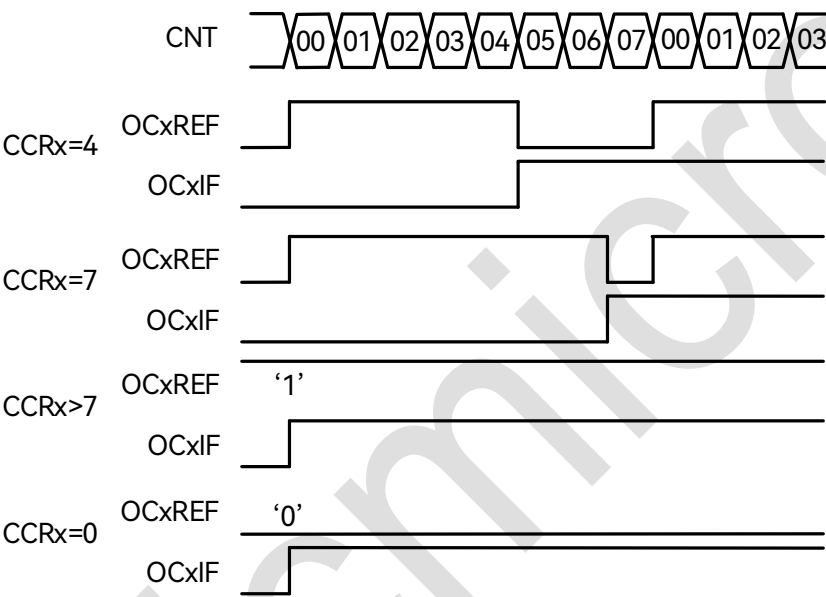 CNT 00 01 02 03 04 05 06 07 00 01 02 03
CCRx=4 OCxREF
OCxIF
CCRx=7 OCxREF
OCxIF
CCRx>7 OCxREF ‘1’
OCxIF
CCRx=0 OCxREF ‘0’
OCxIF
micro